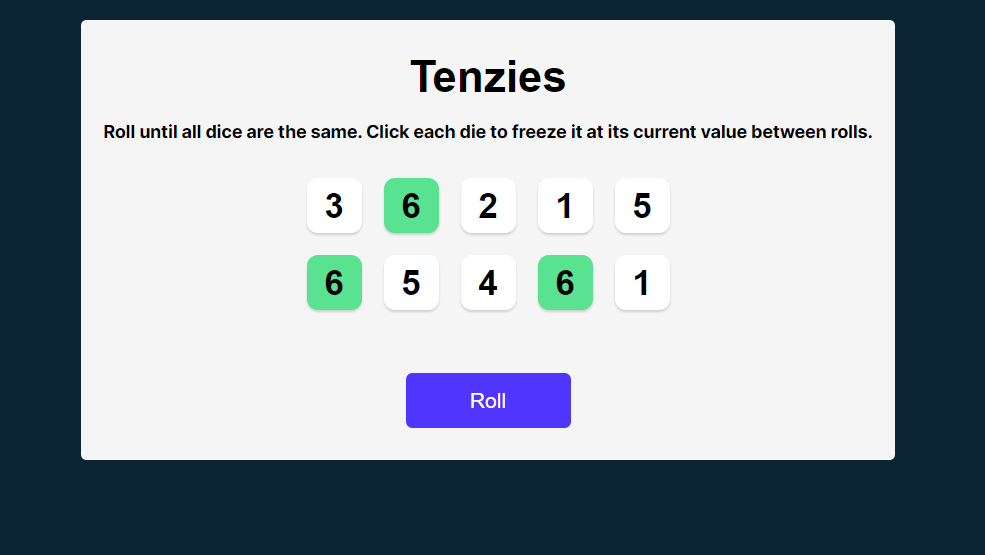 Tenzies
Roll until all dice are the same. Click each die to freeze it at its current value between rolls.
3 6 2 1 5
6 5 4 6 1
Roll